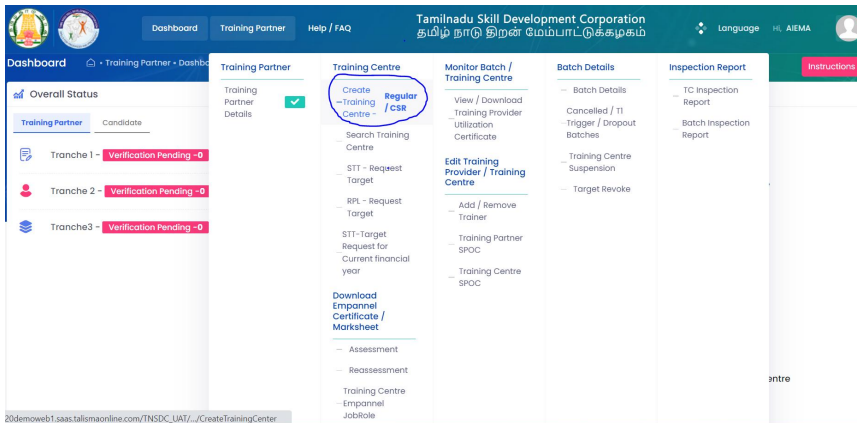 Tamilnadu Skill Development Corporation
தமிழ் நாடு திறன் மேம்பாட்டுக்கழகம்
Dashboard
Training Partner
Help / FAQ
Language
Hi, AIEMA
Dashboard
Training Partner • Dashbo
Instructions
Overall Status
Training Partner
Candidate
Tranche 1 - Verification Pending -0
Tranche 2 - Verification Pending -0
Tranche3 - Verification Pending -0
Training Partner
Training
Partner
Details
Training Centre
Create
Training
Centre -
Regular
/ CSR
Search Training
Centre
STT - Request
Target
RPL - Request
Target
STT-Target
Request for
Current financial
year
Download
Empannel
Certificate /
Marksheet
Assessment
Reassessment
Training Centre
Empannel
JobRole
Monitor Batch /
Training Centre
View / Download
Training Provider
Utilization
Certificate
Edit Training
Provider / Training
Centre
Add / Remove
Trainer
Training Partner
SPOC
Training Centre
SPOC
Batch Details
Batch Details
Cancelled / T1
Trigger / Dropout
Batches
Training Centre
Suspension
Target Revoke
Inspection Report
TC Inspection
Report
Batch Inspection
Report
entre
20demoweb1.saas.talismaonline.com/TNSDC_UAT/.../CreateTrainingCenter